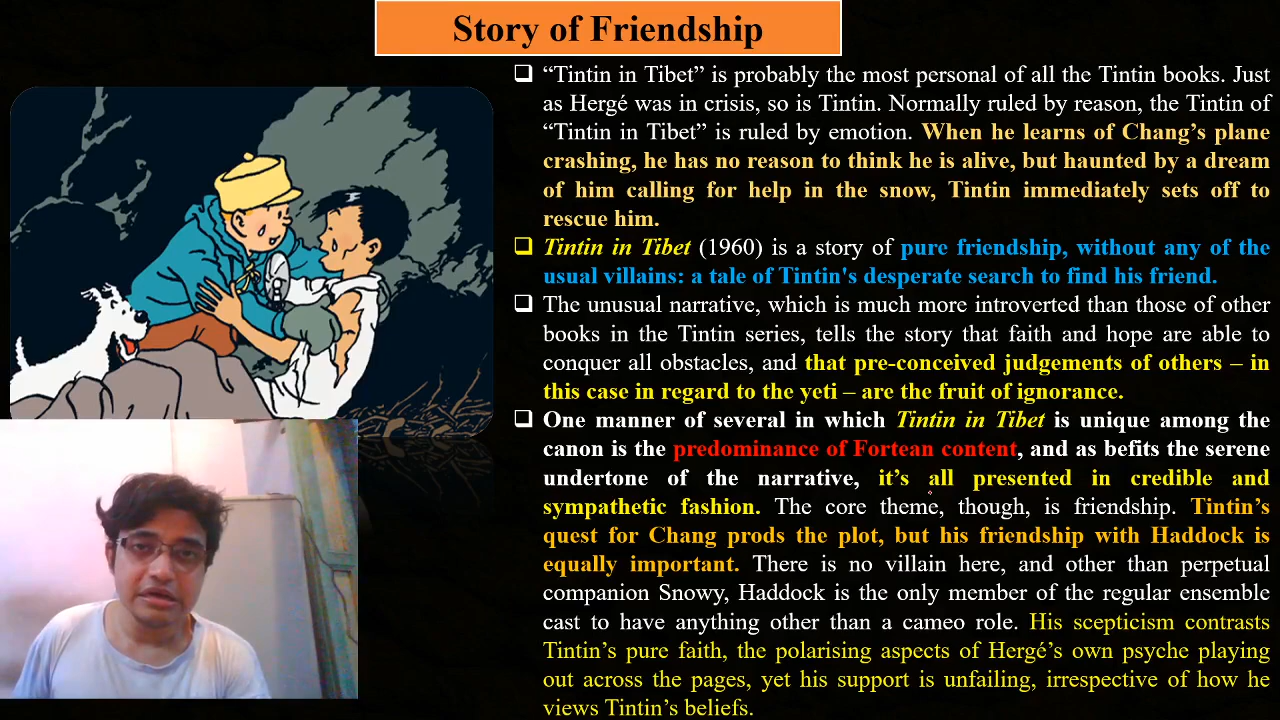 Story of Friendship
“Tintin in Tibet” is probably the most personal of all the Tintin books. Just
as Hergé was in crisis, so is Tintin. Normally ruled by reason, the Tintin of
“Tintin in Tibet” is ruled by emotion. When he learns of Chang’s plane
crashing, he has no reason to think he is alive, but haunted by a dream
of him calling for help in the snow, Tintin immediately sets off to
rescue him.
Tintin in Tibet (1960) is a story of pure friendship, without any of the
usual villains: a tale of Tintin's desperate search to find his friend.
The unusual narrative, which is much more introverted than those of other
books in the Tintin series, tells the story that faith and hope are able to
conquer all obstacles, and that pre-conceived judgements of others – in
this case in regard to the yeti – are the fruit of ignorance.
One manner of several in which Tintin in Tibet is unique among the
canon is the predominance of Fortean content, and as befits the serene
undertone of the narrative, it’s all presented in credible and
sympathetic fashion. The core theme, though, is friendship. Tintin’s
quest for Chang prods the plot, but his friendship with Haddock is
equally important. There is no villain here, and other than perpetual
companion Snowy, Haddock is the only member of the regular ensemble
cast to have anything other than a cameo role. His scepticism contrasts
Tintin’s pure faith, the polarising aspects of Hergé’s own psyche playing
out across the pages, yet his support is unfailing, irrespective of how he
views Tintin’s beliefs.